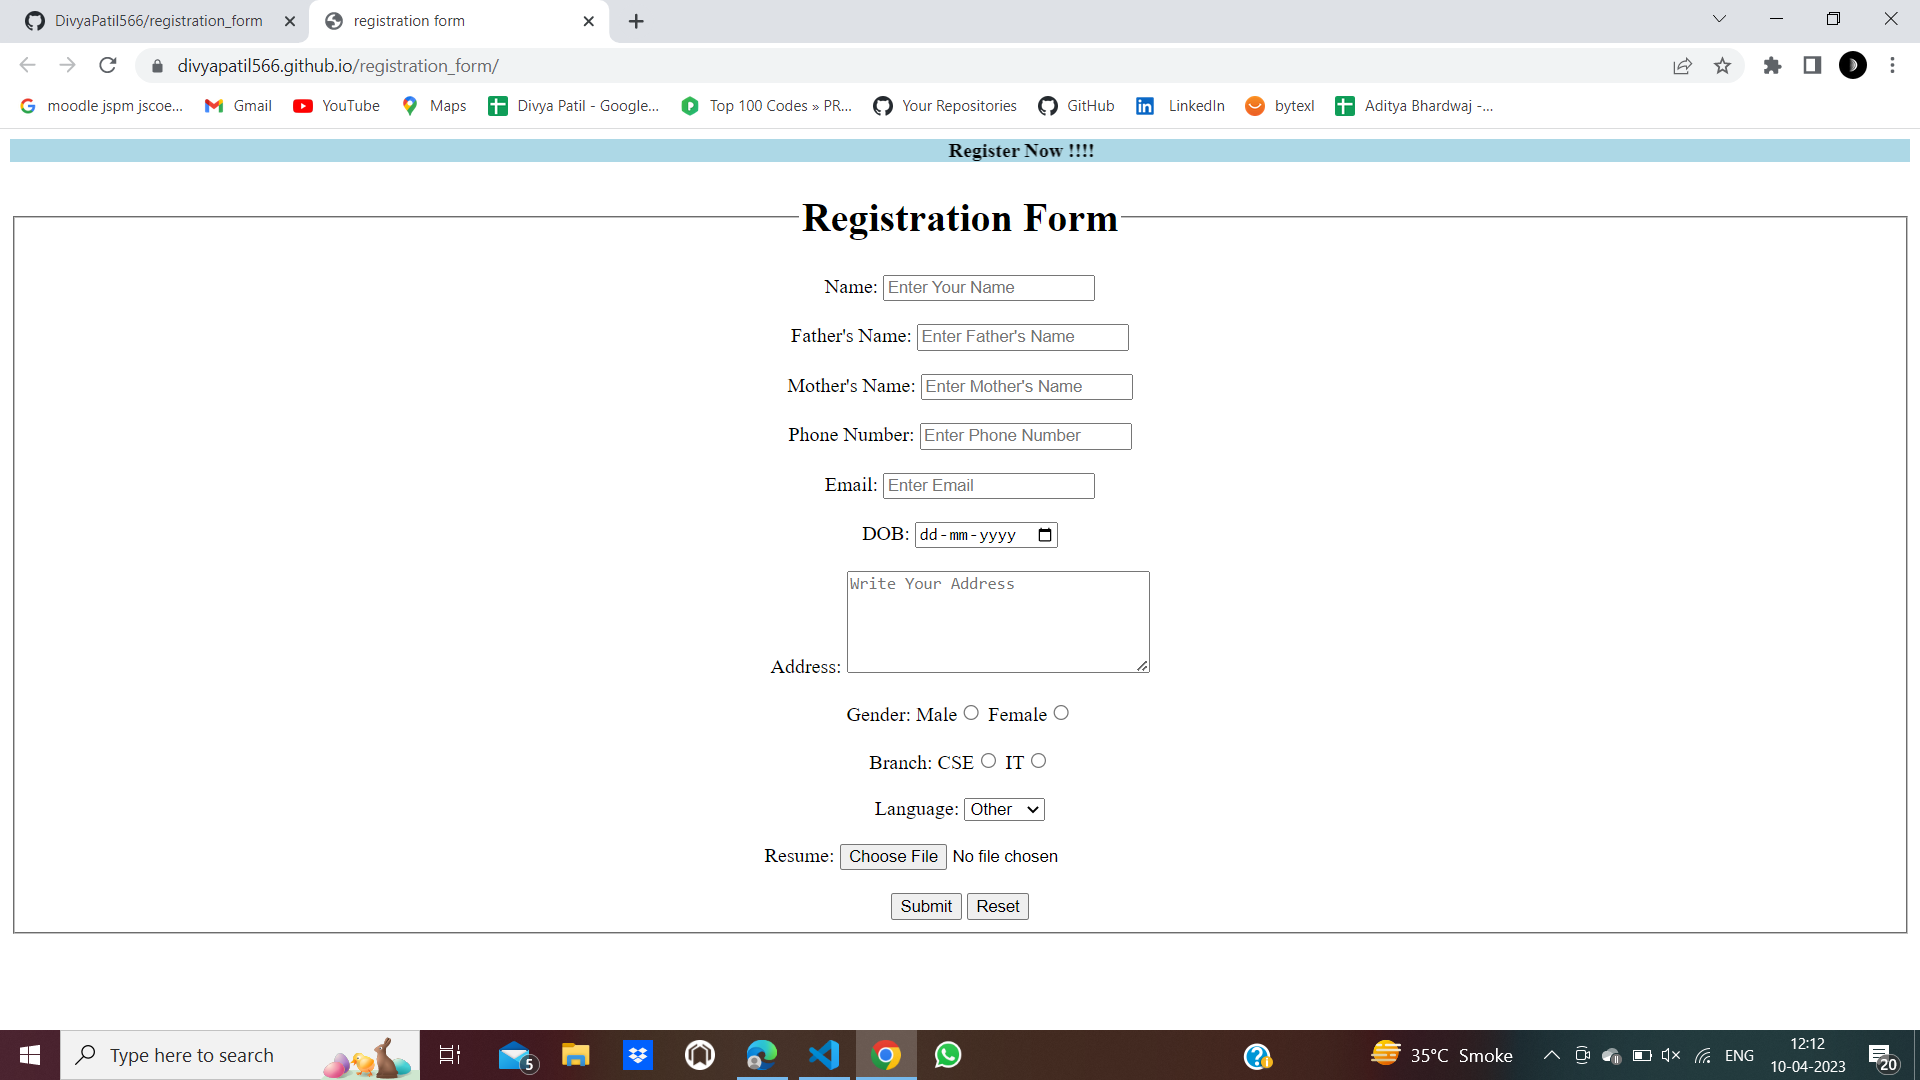 DivyaPatil566/registration_form
registration form
divyapatil566.github.io/registration_form/
moodle jspm jscoe... Gmail YouTube Maps Divya Patil - Google... Top 100 Codes » PR... Your Repositories GitHub LinkedIn bytexl Aditya Bhardwaj -...
Register Now !!!!
Registration Form
Name: Enter Your Name
Father's Name: Enter Father's Name
Mother's Name: Enter Mother's Name
Phone Number: Enter Phone Number
Email: Enter Email
DOB: dd-mm-yyyy
Write Your Address
Address:
Gender: Male Female
Branch: CSE IT
Language: Other
Resume: Choose File No file chosen
Submit Reset
Type here to search
5
35°C Smoke
ENG
12:12
10-04-2023
20